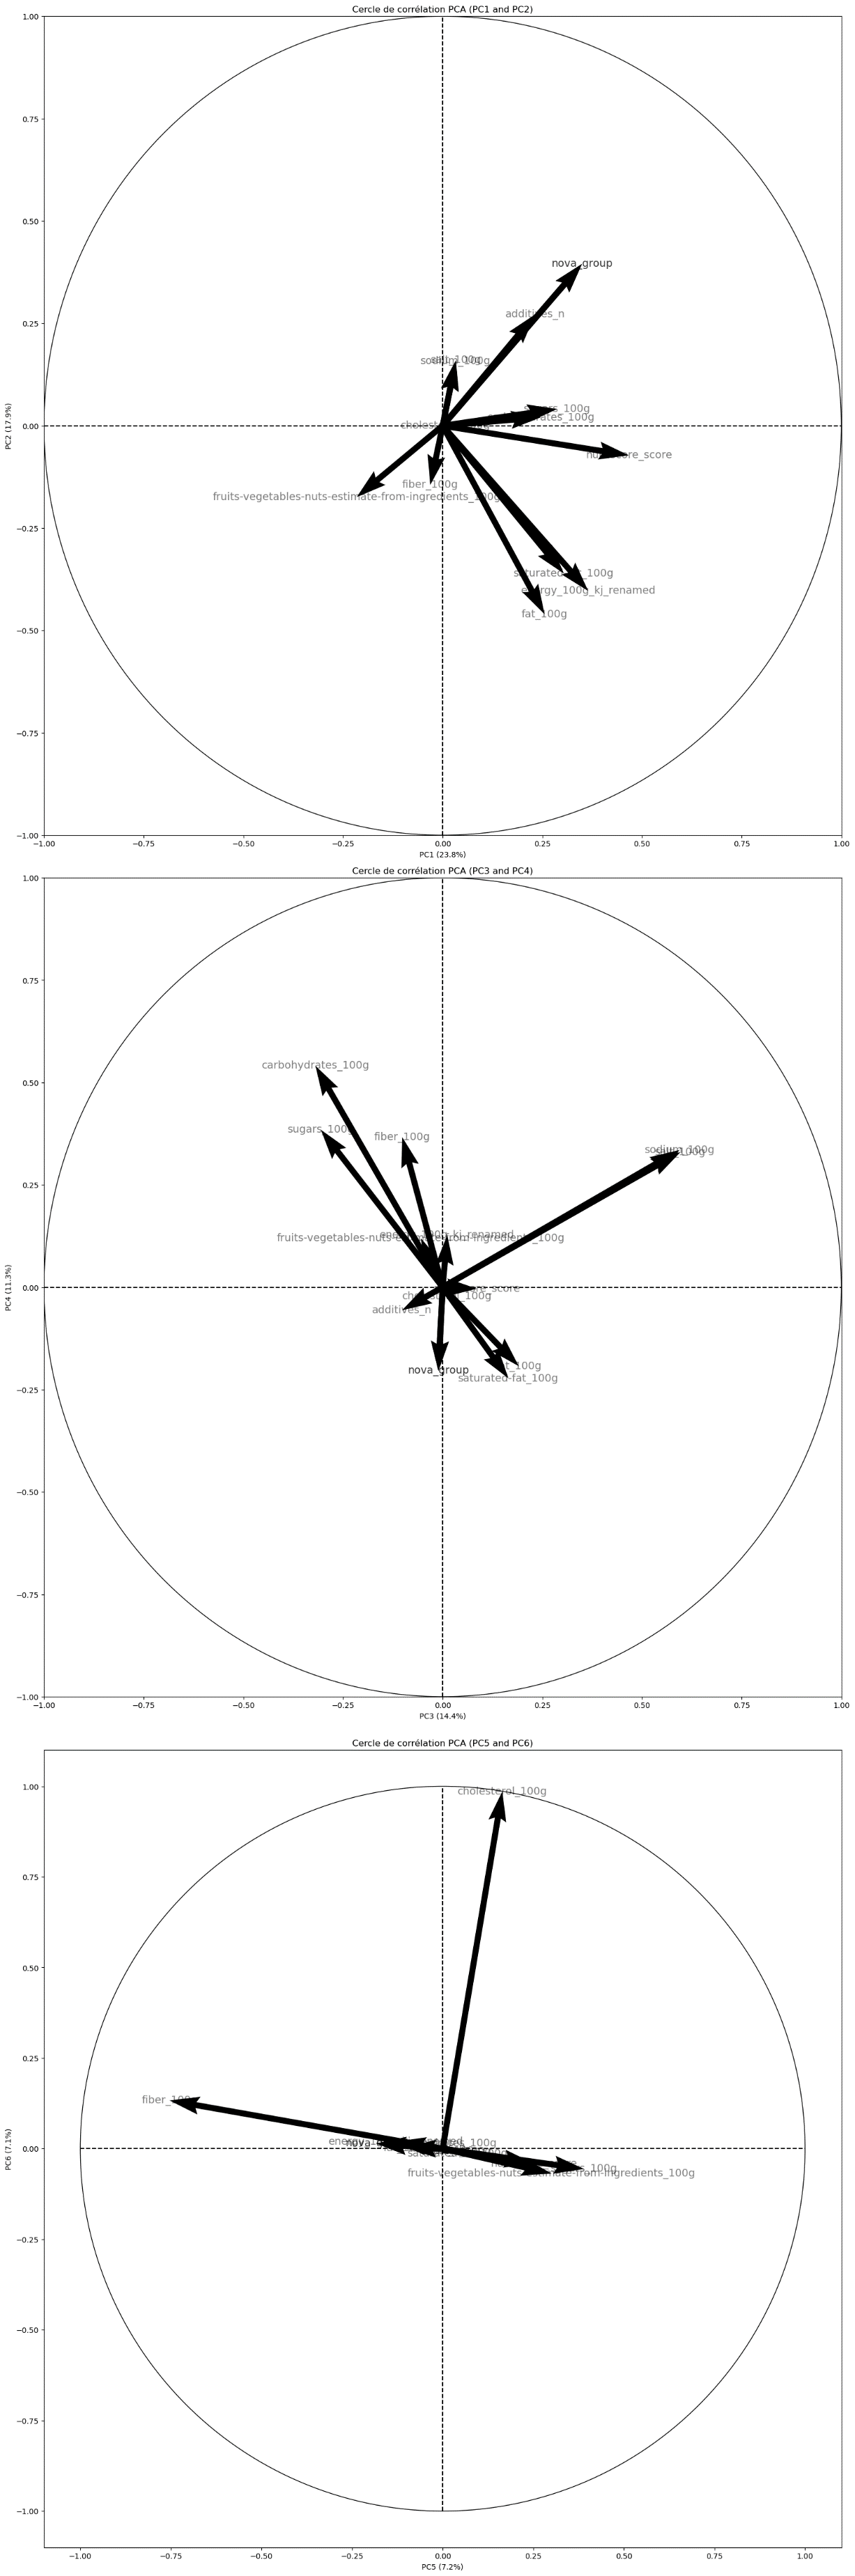 Cercle de corrélation PCA (PC1 and PC2)
1.00
0.75
nova_group
0.50
additives_n
0.25
PC2 (17.9%)
0.00
fiber_100g
fruits-vegetables-nuts-estimate-from-ingredients_100g
−0.25
saturated-fat_100g
energy_100g_kj_renamed
fat_100g
−0.50
−0.75
−1.00
−1.00 −0.75 −0.50 −0.25 0.00 0.25 0.50 0.75 1.00
PC1 (23.8%)
Cercle de corrélation PCA (PC3 and PC4)
1.00
0.75
carbohydrates_100g
0.50
sugars_100g
fiber_100g
sodium_100g
0.25
fruits-vegetables-nuts-estimate-from-ingredients_100g
PC4 (11.3%)
0.00
additives_n
nova_group
saturated-fat_100g
−0.25
−0.50
−0.75
−1.00
−1.00 −0.75 −0.50 −0.25 0.00 0.25 0.50 0.75 1.00
PC3 (14.4%)
Cercle de corrélation PCA (PC5 and PC6)
1.00
cholesterol_100g
0.75
0.50
0.25
fiber_100g
PC6 (7.1%)
0.00
fruits-vegetables-nuts-estimate-from-ingredients_100g
−0.25
−0.50
−0.75
−1.00
−1.00 −0.75 −0.50 −0.25 0.00 0.25 0.50 0.75 1.00
PC5 (7.2%)